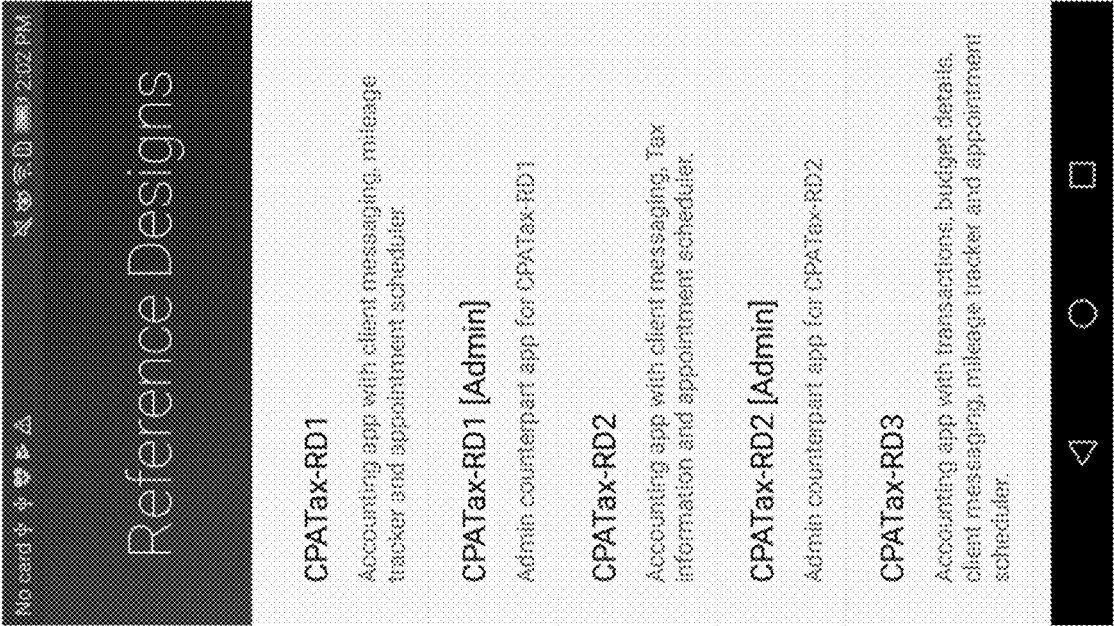 No card
2:02 PM
Reference Designs
CPATax-RD1
Accounting app with client messaging, mileage
tracker and appointment scheduler.
CPATax-RD1 [Admin]
Admin counterpart app for CPATax-RD1
CPATax-RD2
Accounting app with client messaging, Tax
information and appointment scheduler.
CPATax-RD2 [Admin]
Admin counterpart app for CPATax-RD2
CPATax-RD3
Accounting app with transactions, budget details,
client messaging, mileage tracker and appointment
scheduler.